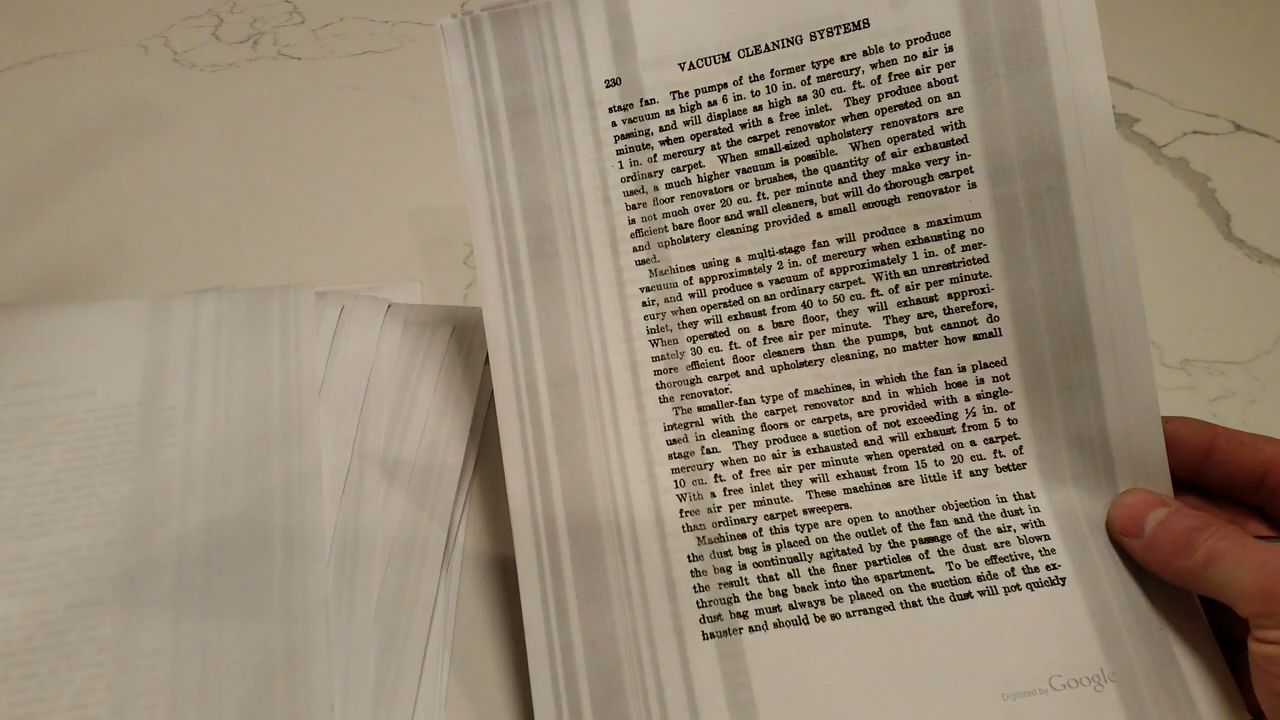 230
VACUUM CLEANING SYSTEMS
stage fan. The pumps of the former type are able to produce
a vacuum as high as 6 in. to 10 in. of mercury, when no air is
passing, and will displace as high as 30 cu. ft. of free air per
minute, when operated with a free inlet. They produce about
1 in. of mercury at the carpet renovator when operated on an
ordinary carpet. When small-sized upholstery renovators are
used, a much higher vacuum is possible. When operated with
bare floor renovators or brushes, the quantity of air exhausted
is not much over 20 cu. ft. per minute and they make very in-
efficient bare floor and wall cleaners, but will do thorough carpet
and upholstery cleaning provided a small enough renovator is
used.
Machines using a multi-stage fan will produce a maximum
vacuum of approximately 2 in. of mercury when exhausting no
air, and will produce a vacuum of approximately 1 in. of mer-
cury when operated on an ordinary carpet. With an unrestricted
inlet, they will exhaust from 40 to 50 cu. ft. of air per minute.
When operated on a bare floor, they will exhaust approxi-
mately 30 cu. ft. of free air per minute. They are, therefore,
more efficient floor cleaners than the pumps, but cannot do
thorough carpet and upholstery cleaning, no matter how small
the renovator.
The smaller-fan type of machines, in which the fan is placed
integral with the carpet renovator and in which hose is not
used in cleaning floors or carpets, are provided with a single-
stage fan. They produce a suction of not exceeding ½ in. of
mercury when no air is exhausted and will exhaust from 5 to
10 cu. ft. of free air per minute when operated on a carpet.
With a free inlet they will exhaust from 15 to 20 cu. ft. of
free air per minute. These machines are little if any better
than ordinary carpet sweepers.
Machines of this type are open to another objection in that
the dust bag is placed on the outlet of the fan and the dust in
the bag is continually agitated by the passage of the air, with
the result that all the finer particles of the dust are blown
through the bag back into the apartment. To be effective, the
dust bag must always be placed on the suction side of the ex-
hauster and should be so arranged that the dust will not quickly
Digitized by Google